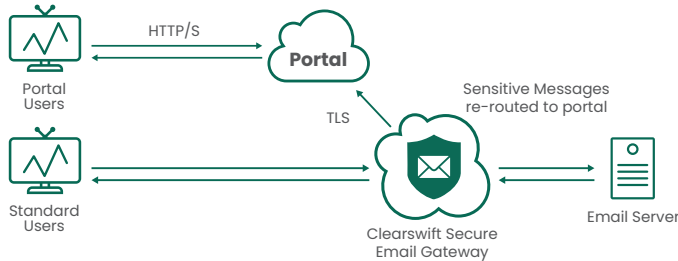 HTTP/S
Portal
Portal
Users
Sensitive Messages
re-routed to portal
TLS
Standard
Users
Email Server
Clearswift Secure
Email Gateway